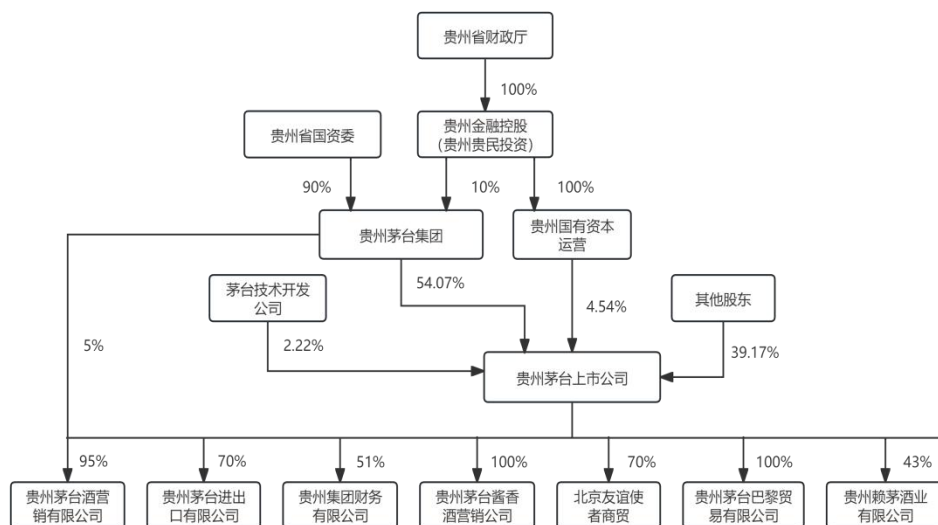 贵州省财政厅
100%
贵州省国资委
贵州金融控股
（贵州贵民投资）
90%
10%
100%
贵州茅台集团
贵州国有资本
运营
54.07%
茅台技术开发
公司
4.54%
其他股东
5%
2.22%
39.17%
贵州茅台上市公司
95%
70%
51%
100%
70%
100%
43%
贵州茅台酒营
销有限公司
贵州茅台进出
口有限公司
贵州集团财务
有限公司
贵州茅台酱香
酒营销公司
北京友谊使
者商贸
贵州茅台巴黎贸
易有限公司
贵州赖茅酒业
有限公司